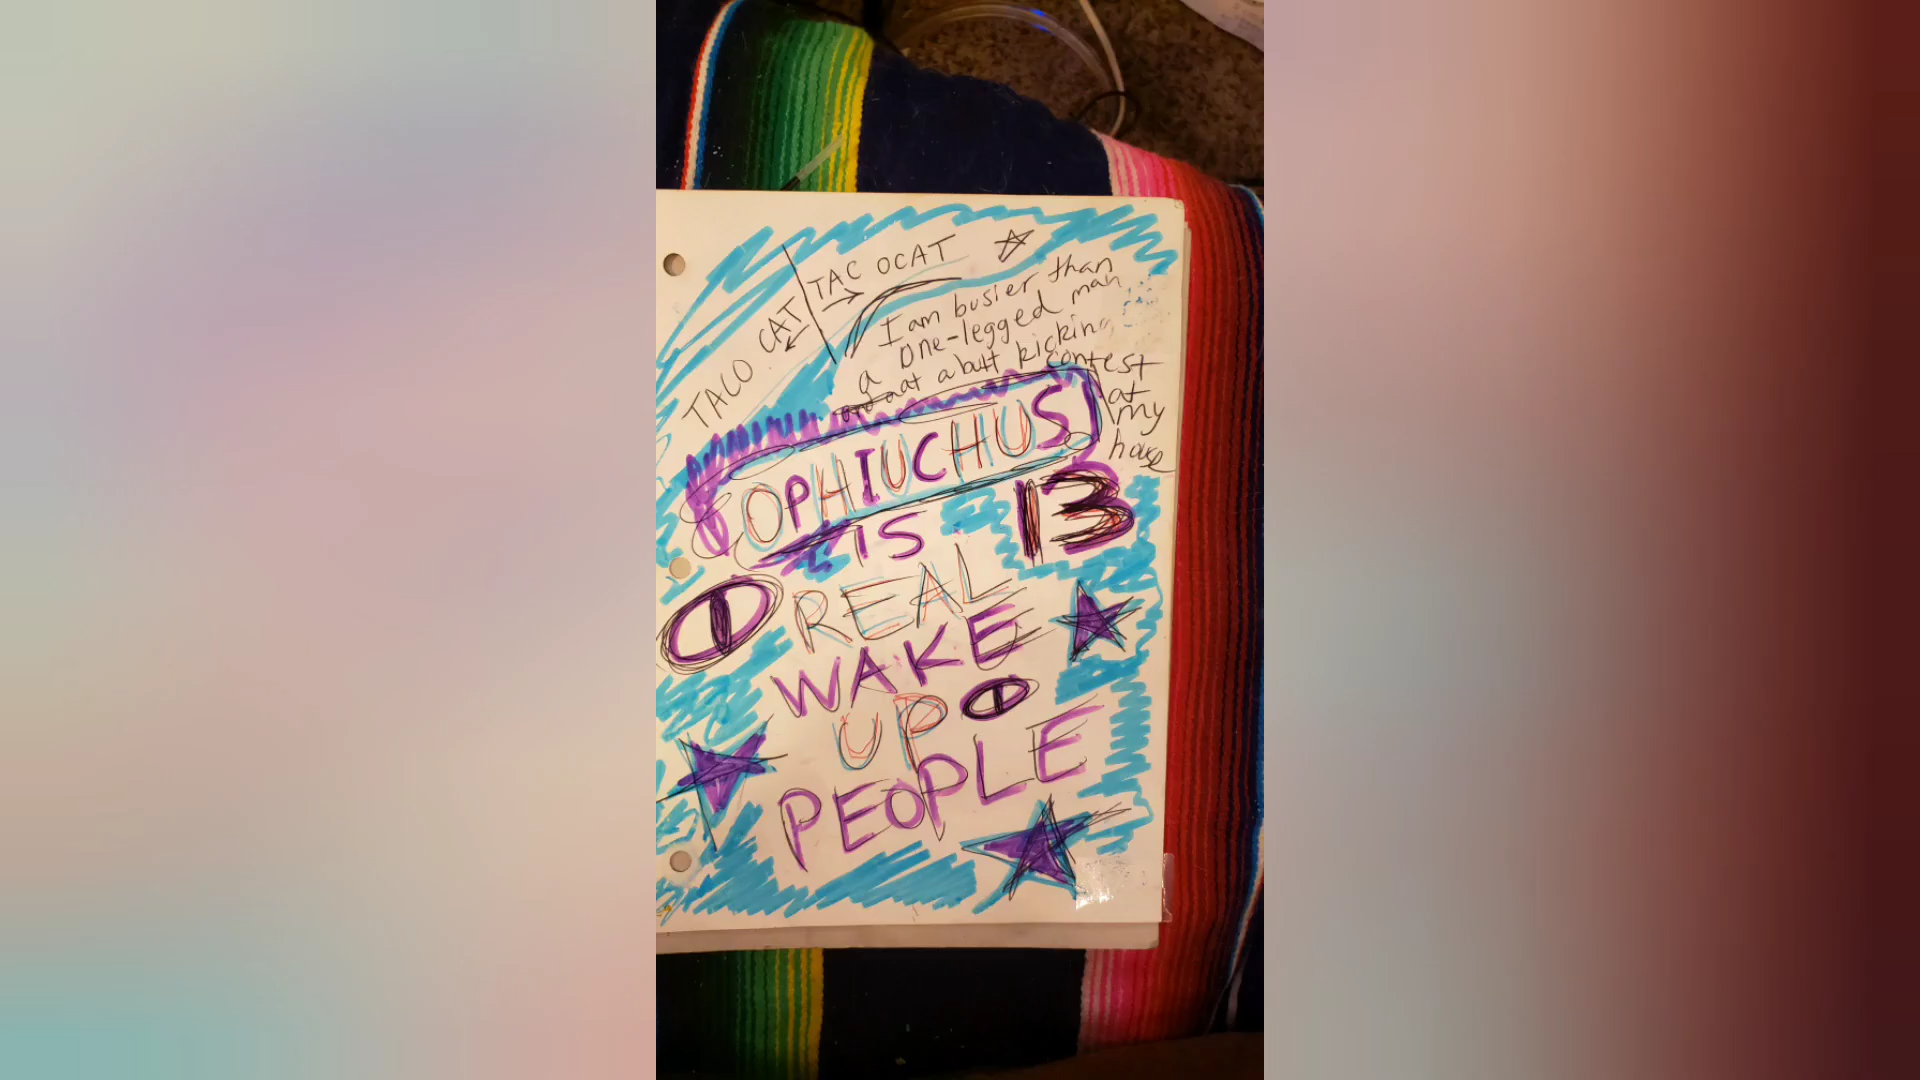 TACO CAT
TAC OCAT
I am busier than
a one-legged man
at a butt kicking
contest
at
my
house
OPHIUCHUS
IS
13
REAL
WAKE
UP
PEOPLE